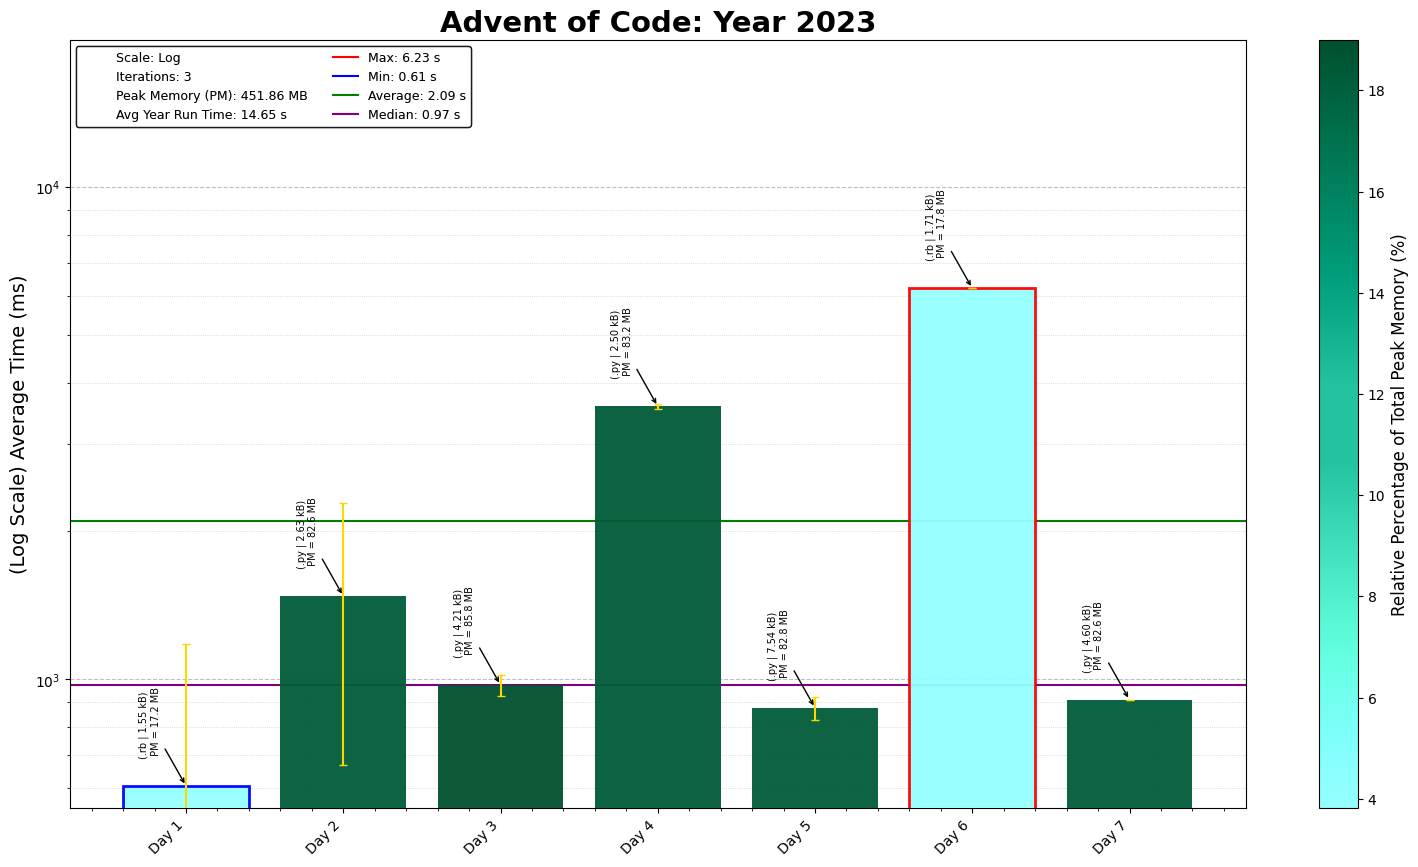 Advent of Code: Year 2023
Scale: Log
Iterations: 3
Peak Memory (PM): 451.86 MB
Avg Year Run Time: 14.65 s
Max: 6.23 s
Min: 0.61 s
Average: 2.09 s
Median: 0.97 s
(Log Scale) Average Time (ms)
10^4
10^3
(.rb | 1.55 kB)
PM = 17.2 MB
(.py | 2.63 kB)
PM = 82.6 MB
(.py | 4.21 kB)
PM = 85.8 MB
(.py | 2.50 kB)
PM = 83.2 MB
(.py | 7.54 kB)
PM = 82.8 MB
(.rb | 1.71 kB)
PM = 17.8 MB
(.py | 4.60 kB)
PM = 82.6 MB
Day 1
Day 2
Day 3
Day 4
Day 5
Day 6
Day 7
18
16
14
12
10
8
6
4
Relative Percentage of Total Peak Memory (%)